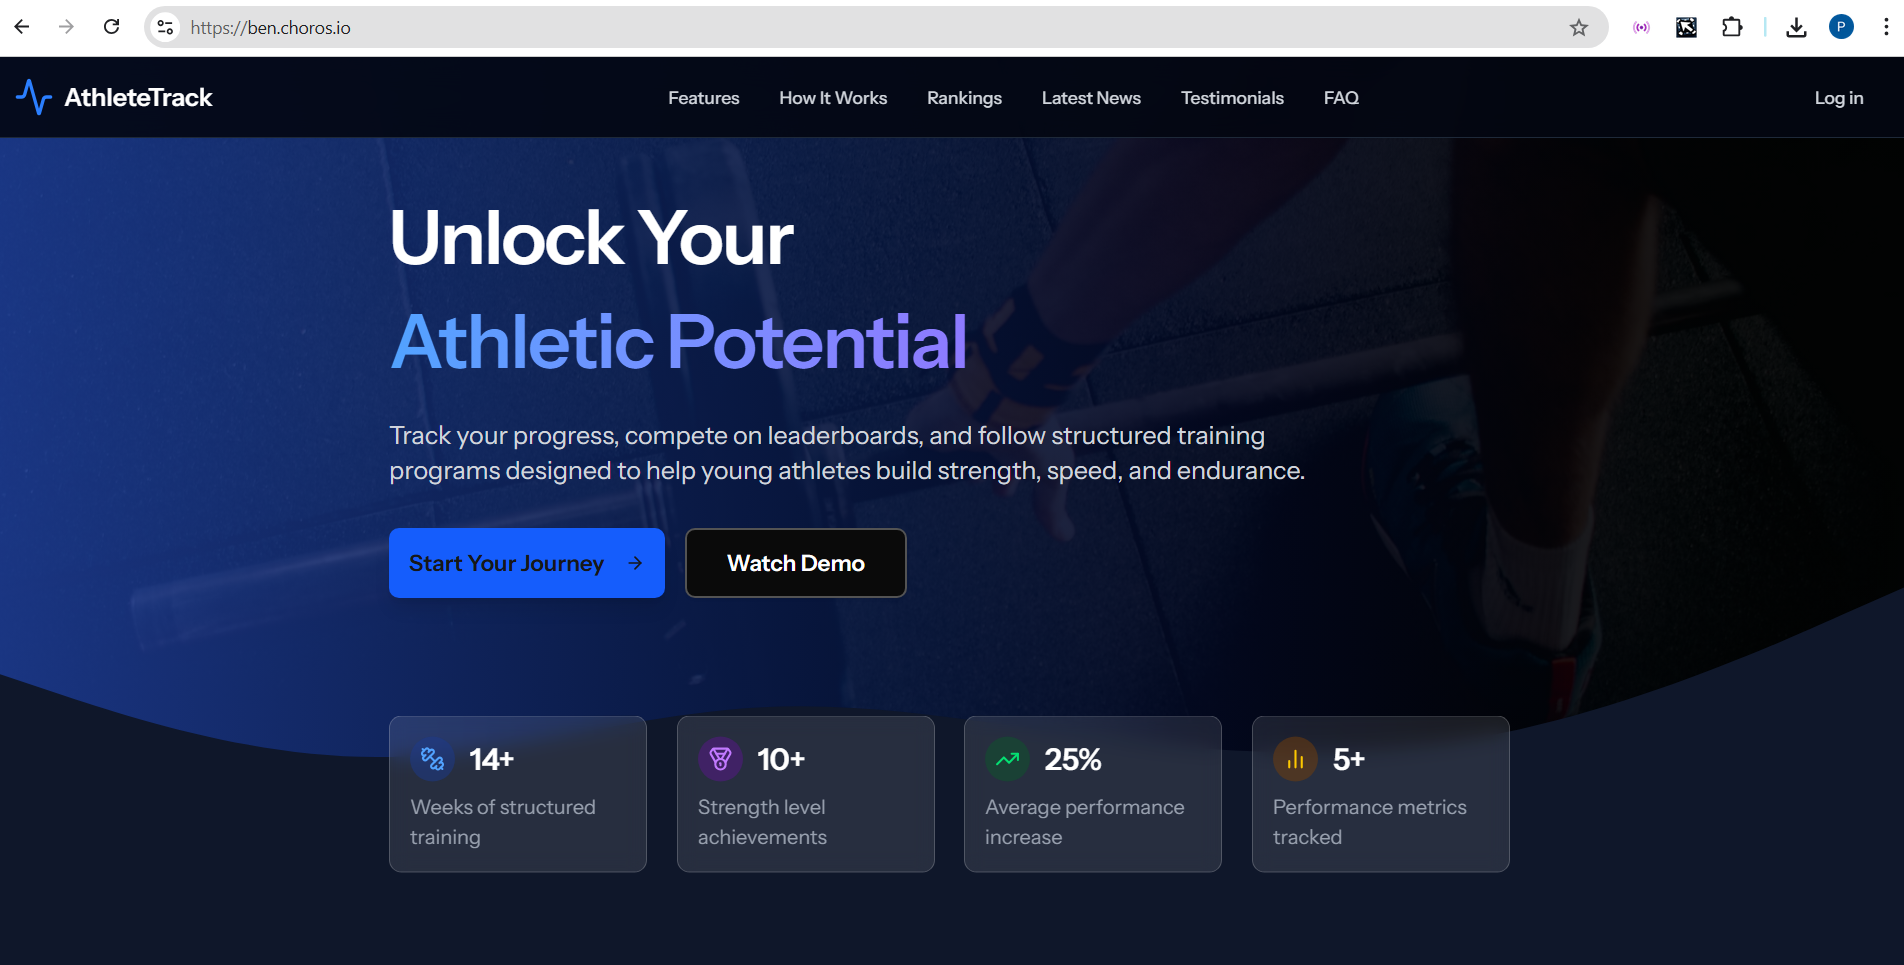 https://ben.choros.io
P
AthleteTrack
Features
How It Works
Rankings
Latest News
Testimonials
FAQ
Log in
Unlock Your
Athletic Potential
Track your progress, compete on leaderboards, and follow structured training
programs designed to help young athletes build strength, speed, and endurance.
Start Your Journey →
Watch Demo
14+
Weeks of structured
training
10+
Strength level
achievements
25%
Average performance
increase
5+
Performance metrics
tracked